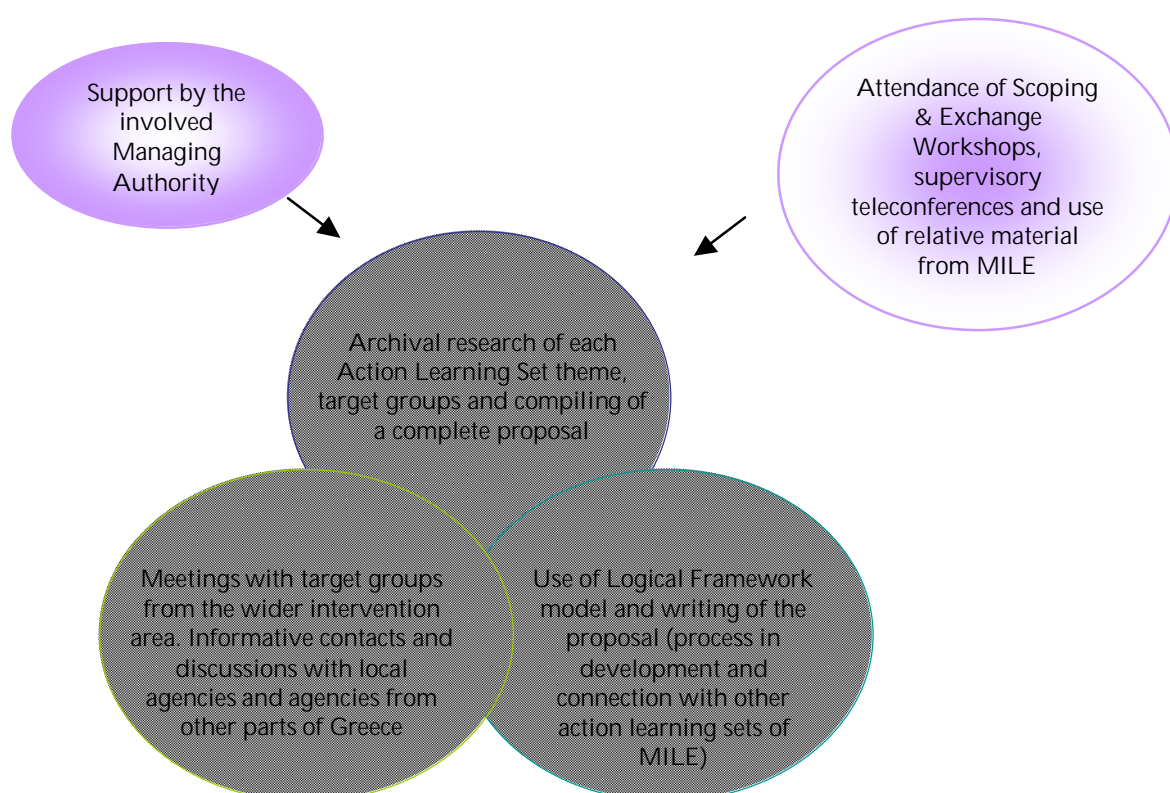 Support by the
involved
Managing
Authority
Attendance of Scoping
& Exchange
Workshops,
supervisory
teleconferences and use
of relative material
from MILE
Archival research of each
Action Learning Set theme,
target groups and compiling of
a complete proposal
Meetings with target groups
from the wider intervention
area. Informative contacts and
discussions with local
agencies and agencies from
other parts of Greece
Use of Logical Framework
model and writing of the
proposal (process in
development and
connection with other
action learning sets of
MILE)